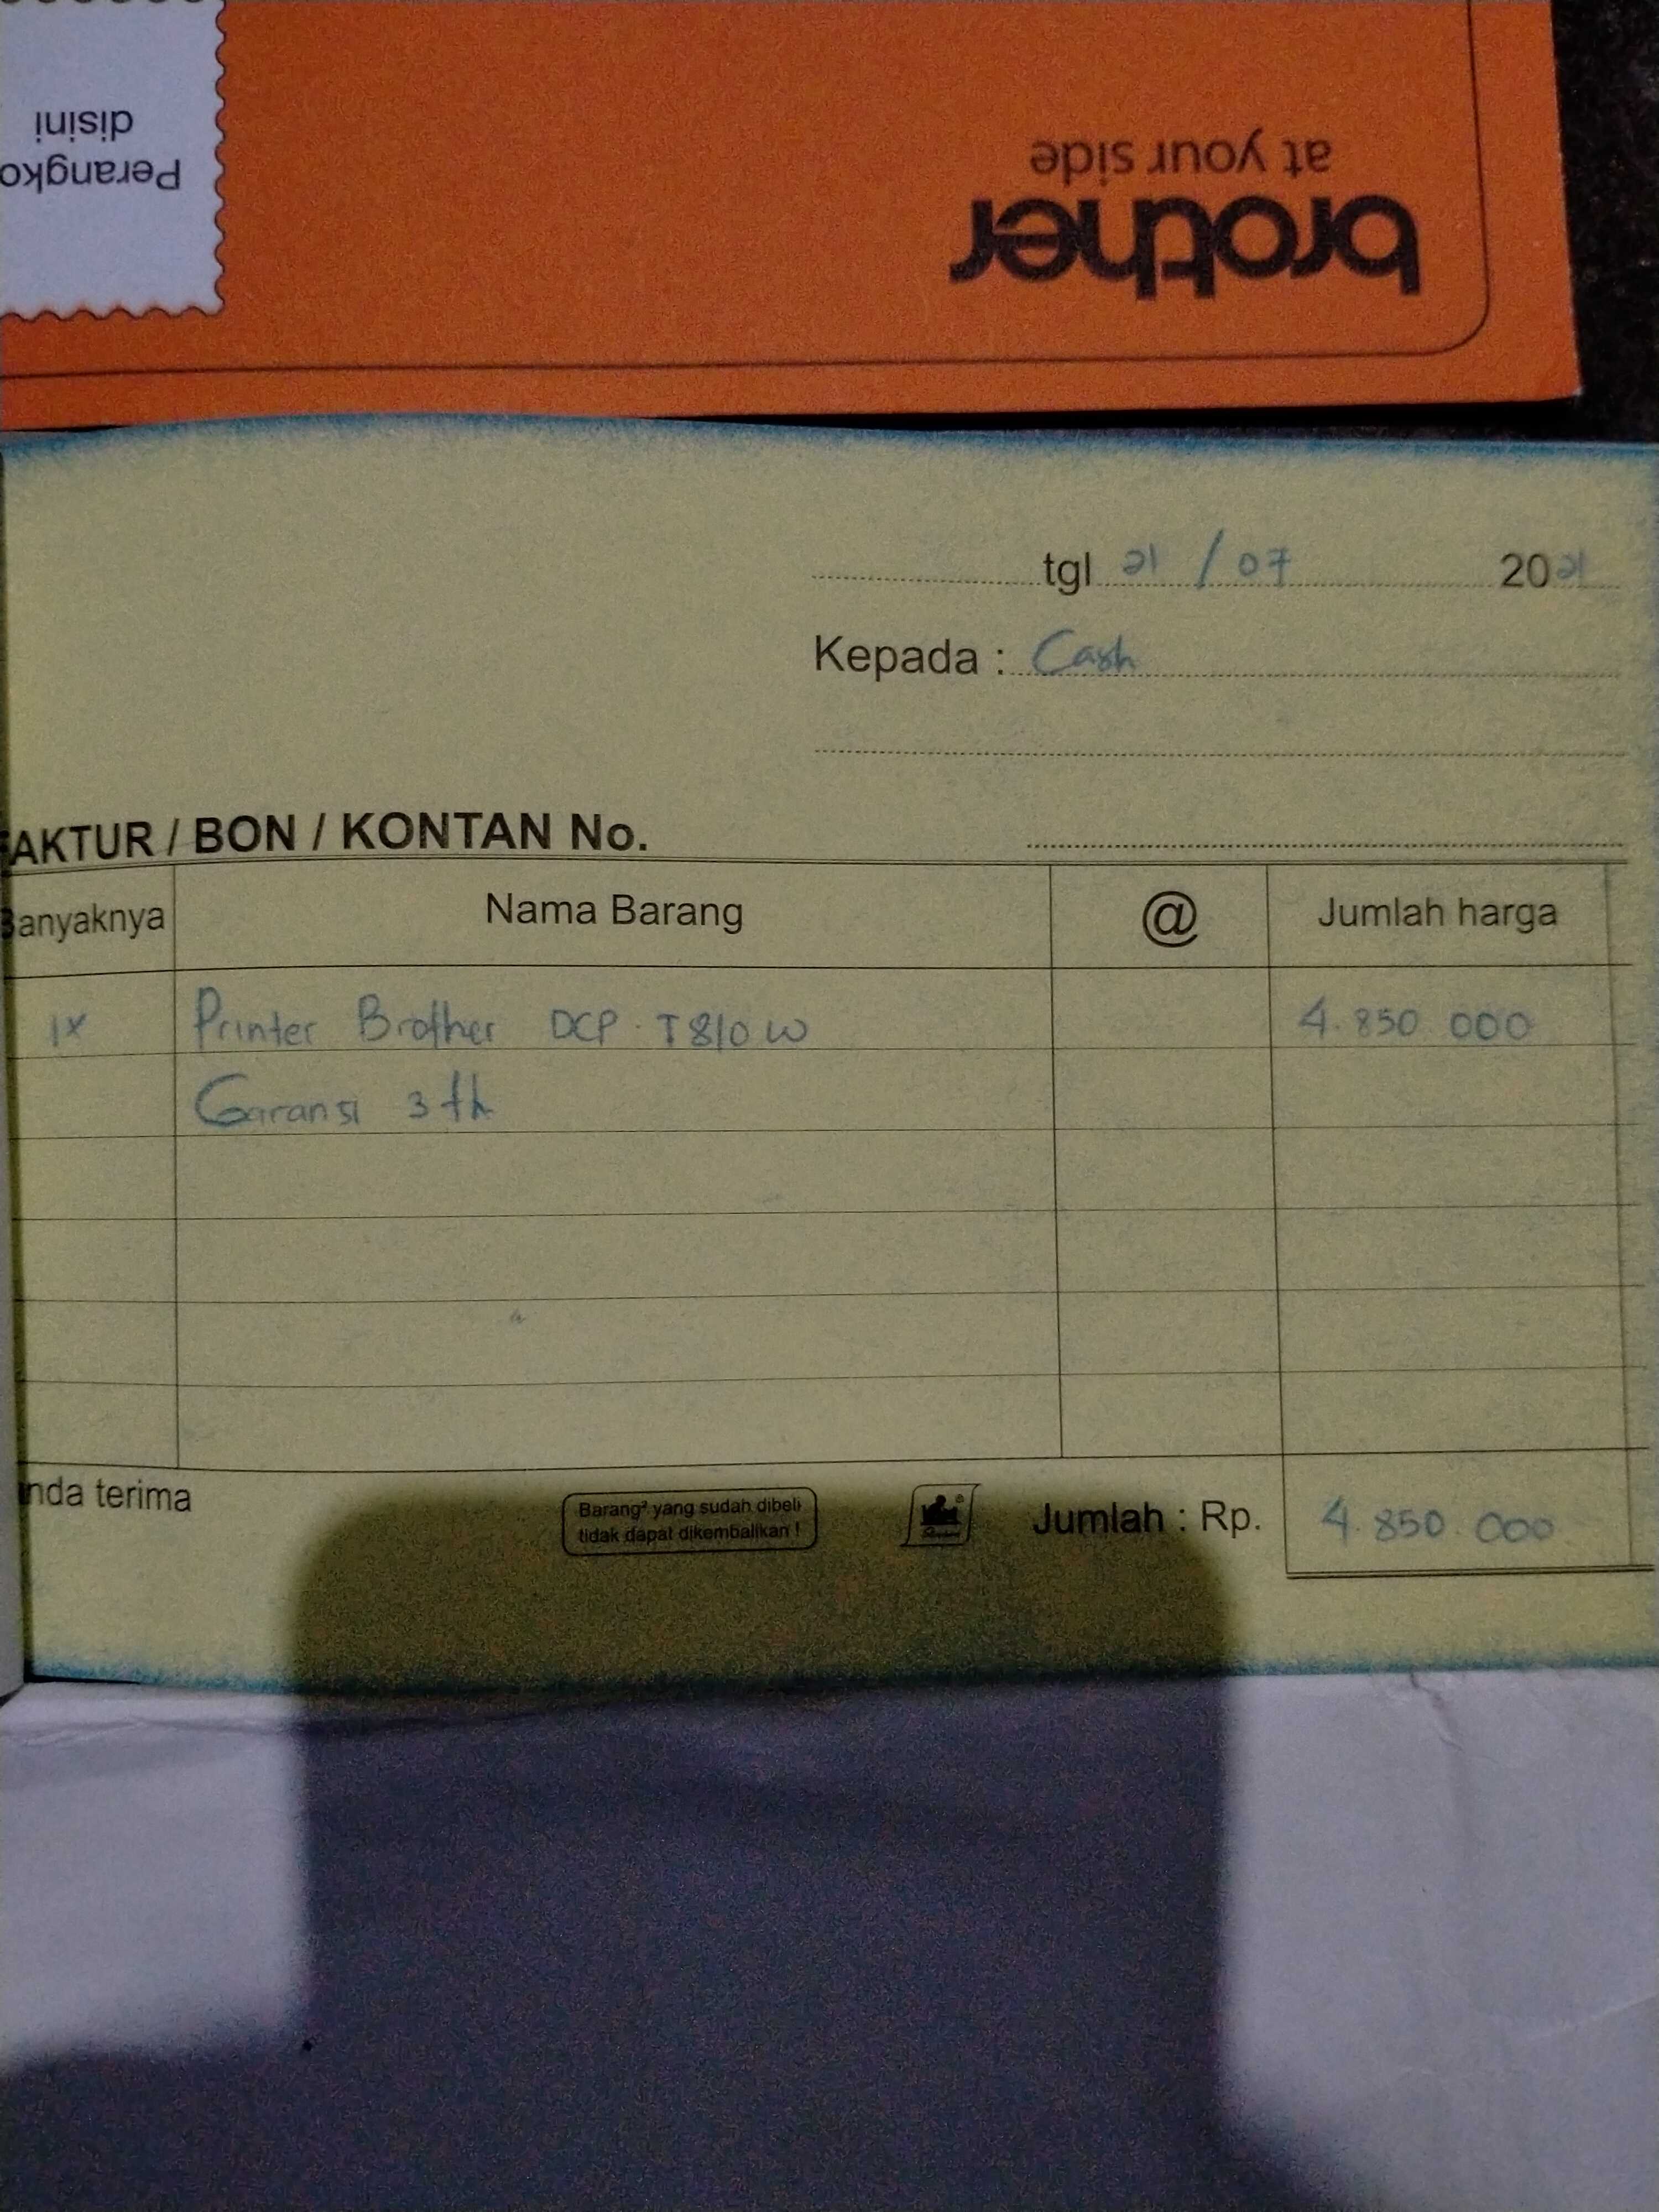 Perangko
disini
brother
at your side
tgl 21 / 07 2021
Kepada : Cash
FAKTUR / BON / KONTAN No.
Banyaknya Nama Barang @ Jumlah harga
1x Printer Brother DCP. T810W 4.850 000
Garansi 3 th
nda terima
Barang² yang sudah dibeli
tidak dapat dikembalikan !
Jumlah : Rp. 4.850.000